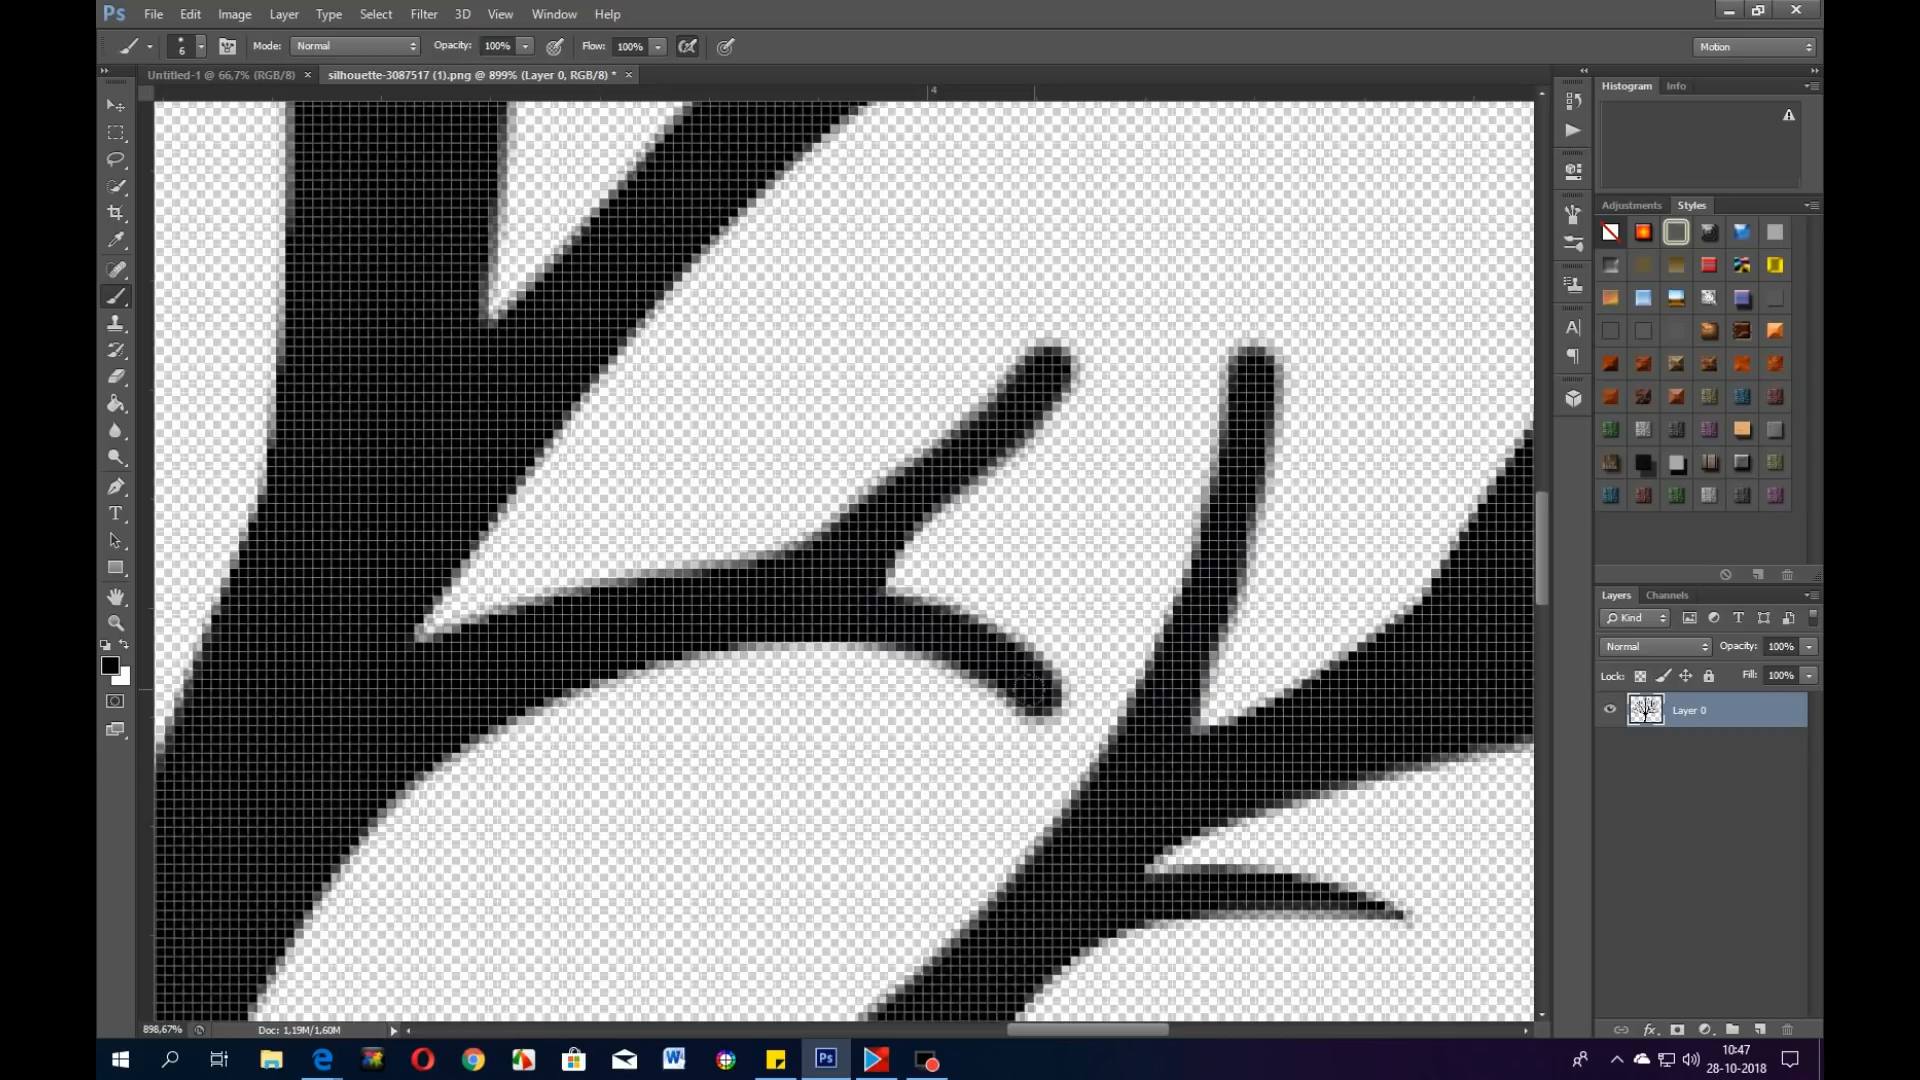 Ps File Edit Image Layer Type Select Filter 3D View Window Help
6 Mode: Normal Opacity: 100% Flow: 100% Motion
Untitled-1 @ 66,7% (RGB/8) × silhouette-3087517 (1).png @ 899% (Layer 0, RGB/8) * ×
4
Histogram Info
Adjustments Styles
Layers Channels
Kind
Normal Opacity: 100%
Lock: Fill: 100%
Layer 0
898,67% Doc: 1,19M/1,60M
10:47
28-10-2018